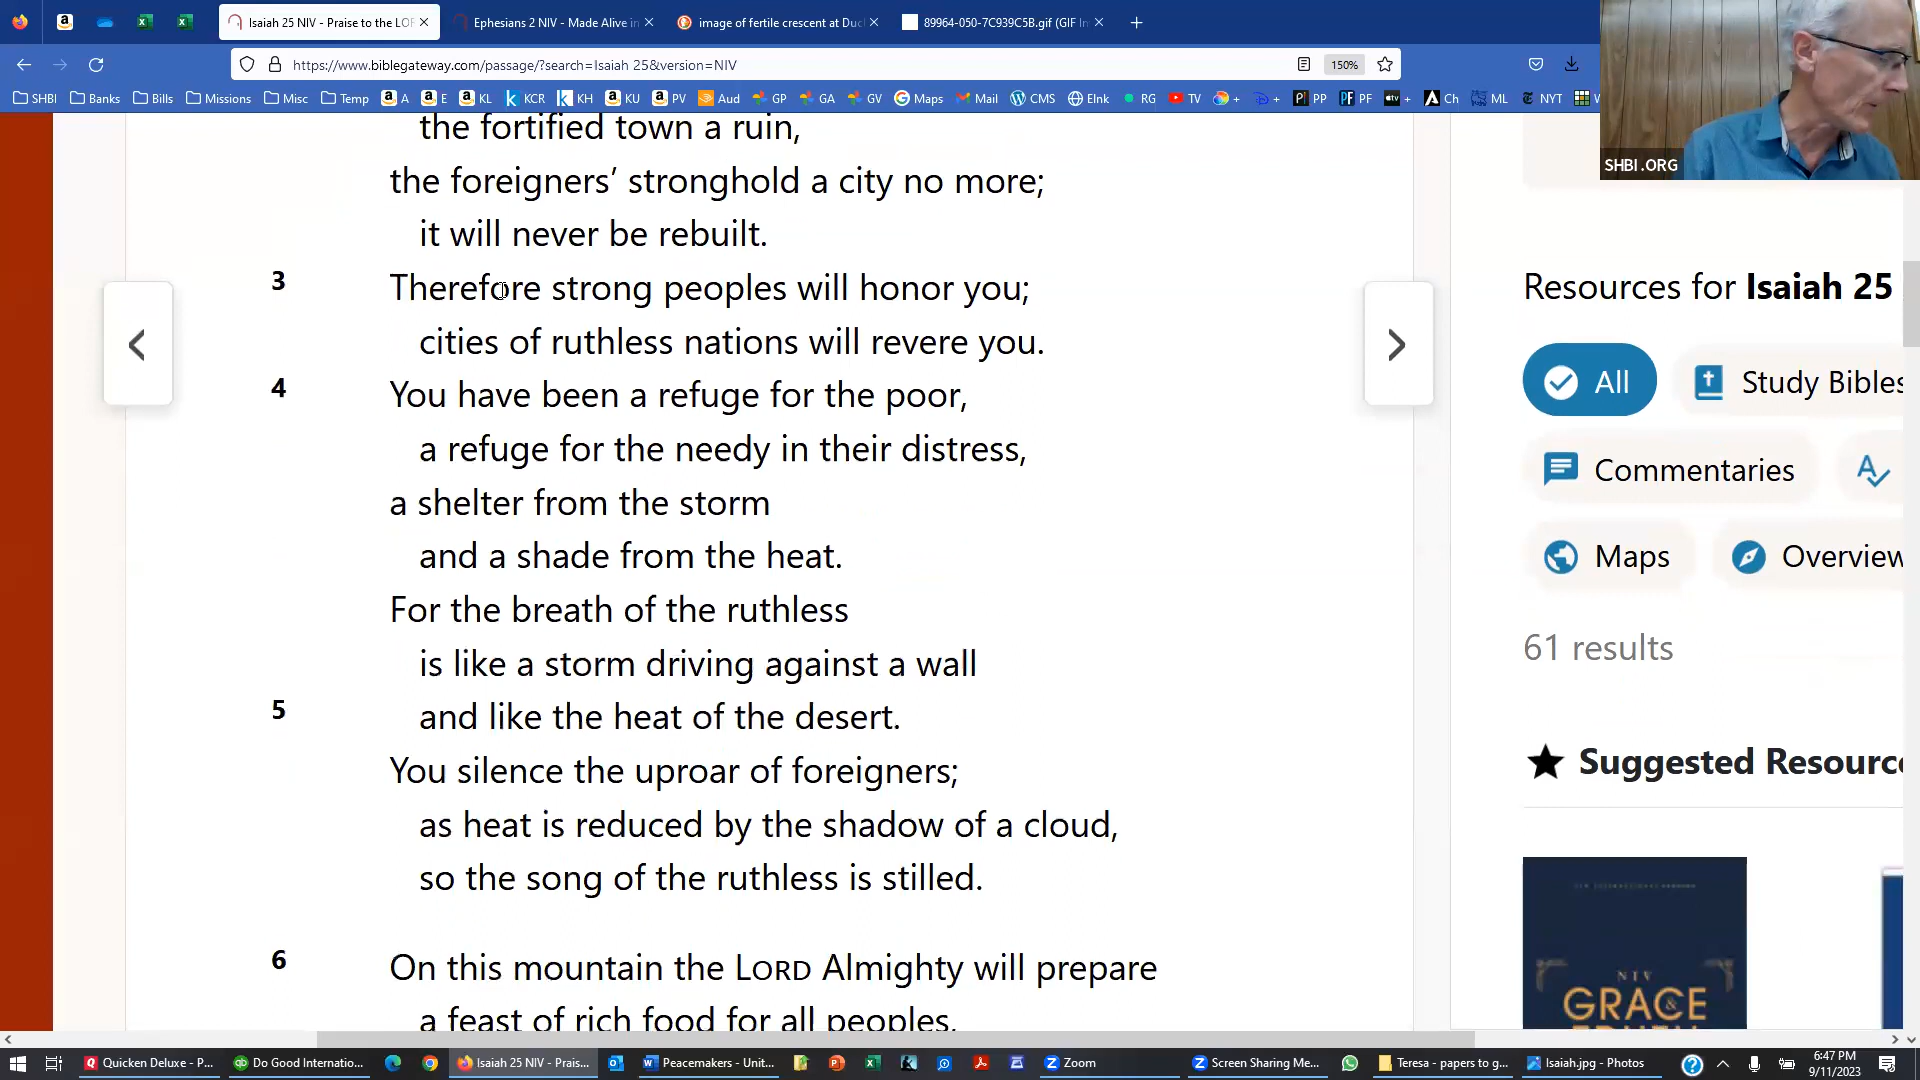 Isaiah 25 NIV - Praise to the LOR
Ephesians 2 NIV - Made Alive in
image of fertile crescent at Duc
89964-050-7C939C5B.gif (GIF Im
https://www.biblegateway.com/passage/?search=Isaiah 25&version=NIV
150%
SHBI Banks Bills Missions Misc Temp A E KL KCR KH KU PV Aud GP GA GV Maps Mail CMS EInk RG TV + + PP PF + Ch ML NYT
SHBI.ORG
the fortified town a ruin,
the foreigners’ stronghold a city no more;
it will never be rebuilt.
3 Therefore strong peoples will honor you;
cities of ruthless nations will revere you.
4 You have been a refuge for the poor,
a refuge for the needy in their distress,
a shelter from the storm
and a shade from the heat.
For the breath of the ruthless
is like a storm driving against a wall
5 and like the heat of the desert.
You silence the uproar of foreigners;
as heat is reduced by the shadow of a cloud,
so the song of the ruthless is stilled.
6 On this mountain the LORD Almighty will prepare
a feast of rich food for all peoples,
Resources for Isaiah 25
All
Study Bibles
Commentaries
Maps
Overview
61 results
Suggested Resourc
NIV
GRACE
&
TRUTH
Quicken Deluxe - P...
Do Good Internatio...
Isaiah 25 NIV - Prais...
Peacemakers - Unit...
Zoom
Screen Sharing Me...
Teresa - papers to g...
Isaiah.jpg - Photos
6:47 PM
9/11/2023